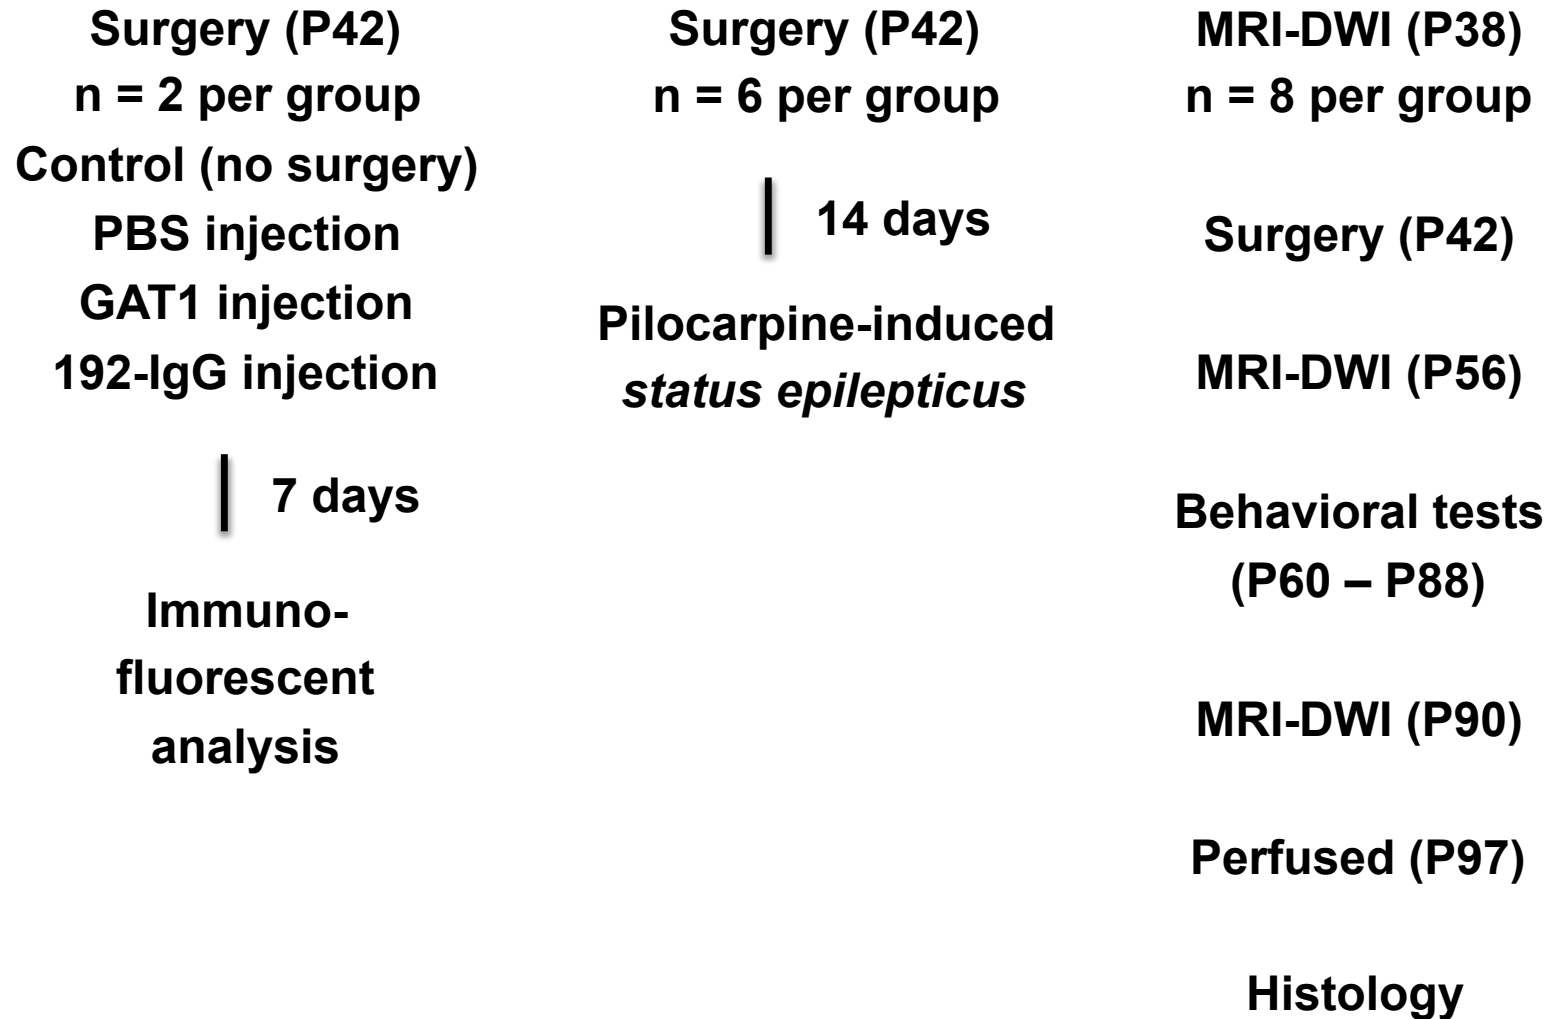 Surgery (P42)
n = 2 per group
Control (no surgery)
PBS injection
GAT1 injection
192-IgG injection
7 days
Immuno-
fluorescent
analysis
Surgery (P42)
n = 6 per group
14 days
Pilocarpine-induced
status epilepticus
MRI-DWI (P38)
n = 8 per group
Surgery (P42)
MRI-DWI (P56)
Behavioral tests
(P60 – P88)
MRI-DWI (P90)
Perfused (P97)
Histology